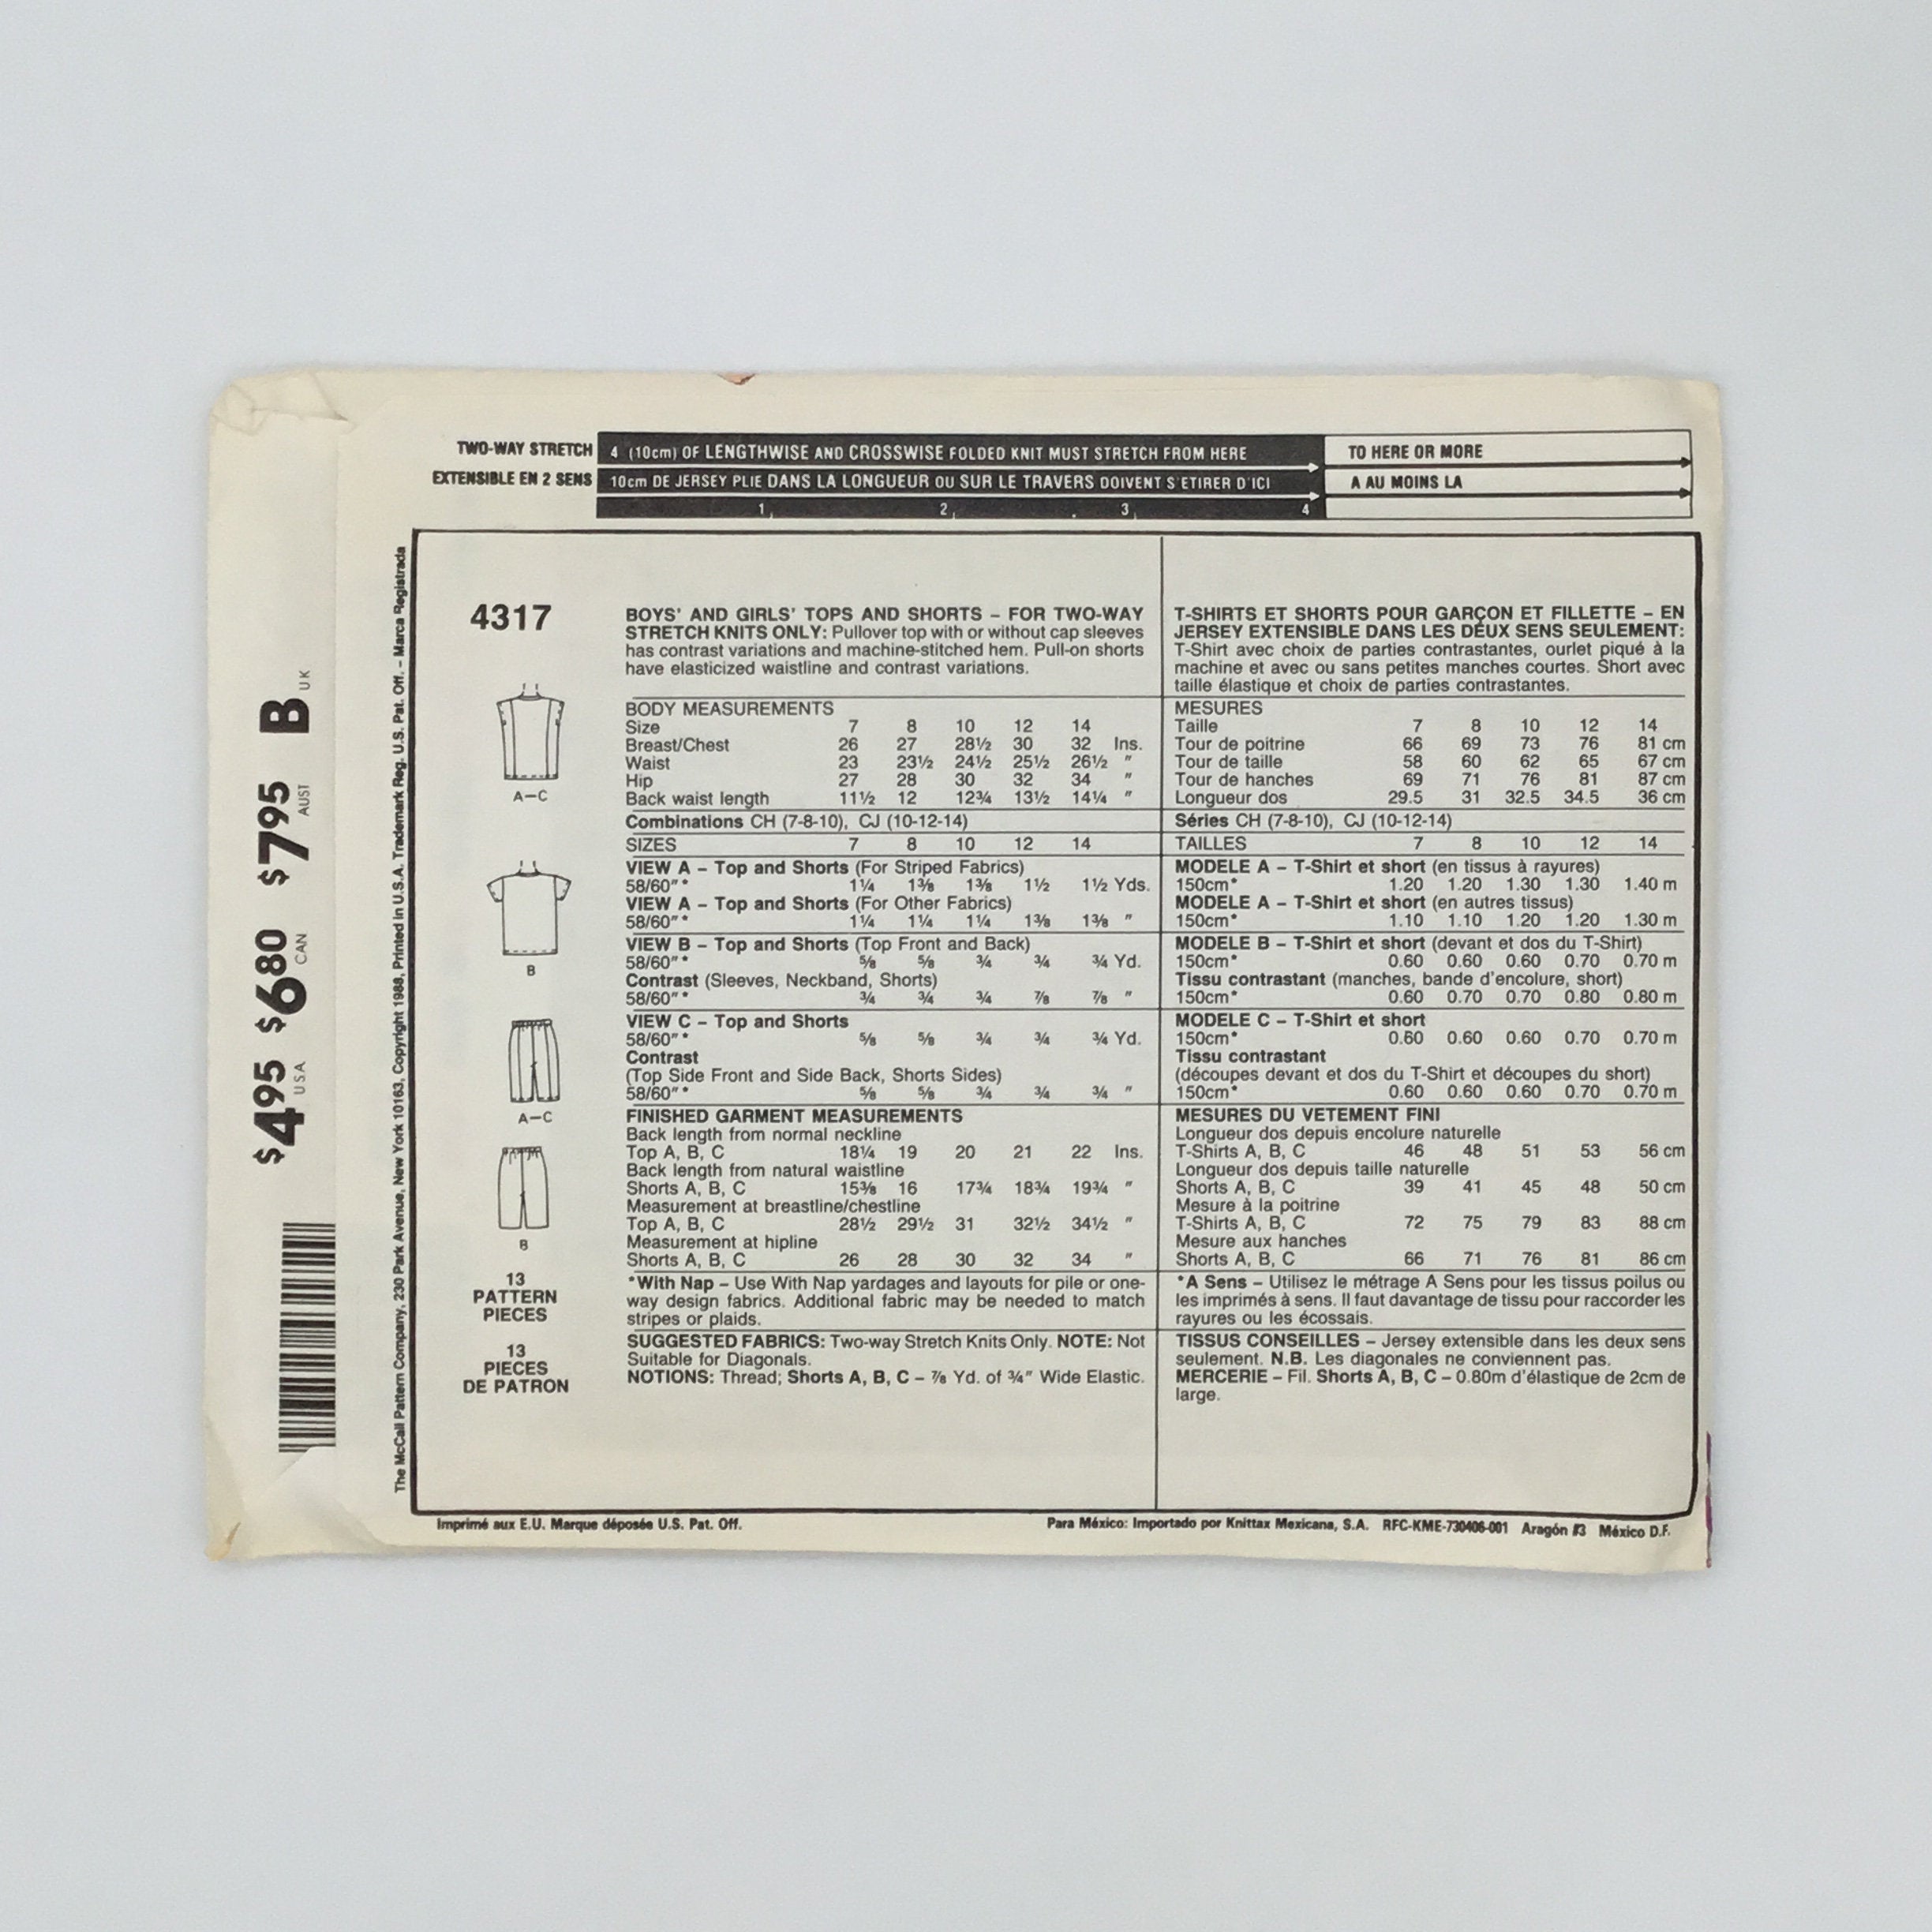 TWO-WAY STRETCH 4 (10cm) OF LENGTHWISE AND CROSSWISE FOLDED KNIT MUST STRETCH FROM HERE TO HERE OR MORE
EXTENSIBLE EN 2 SENS 10cm DE JERSEY PLIE DANS LA LONGUEUR OU SUR LE TRAVERS DOIVENT S'ETIRER D'ICI A AU MOINS LA
1 2 3 4
$4.95 USA $6.80 CAN $7.95 AUST B UK
The McCall Pattern Company, 230 Park Avenue, New York 10163, Copyright 1988, Printed in U.S.A. Trademark Reg. U.S. Pat. Off. – Marca Registrada
4317
A–C
B
A–C
B
13
PATTERN
PIECES
13
PIECES
DE PATRON
BOYS' AND GIRLS' TOPS AND SHORTS – FOR TWO-WAY
STRETCH KNITS ONLY: Pullover top with or without cap sleeves
has contrast variations and machine-stitched hem. Pull-on shorts
have elasticized waistline and contrast variations.
BODY MEASUREMENTS
Size 7 8 10 12 14
Breast/Chest 26 27 28½ 30 32 Ins.
Waist 23 23½ 24½ 25½ 26½ "
Hip 27 28 30 32 34 "
Back waist length 11½ 12 12¾ 13½ 14¼ "
Combinations CH (7-8-10), CJ (10-12-14)
SIZES 7 8 10 12 14
VIEW A – Top and Shorts (For Striped Fabrics)
58/60"* 1¼ 1⅜ 1⅜ 1½ 1½ Yds.
VIEW A – Top and Shorts (For Other Fabrics)
58/60"* 1¼ 1¼ 1¼ 1⅜ 1⅜ "
VIEW B – Top and Shorts (Top Front and Back)
58/60"* ⅝ ⅝ ¾ ¾ ¾ Yd.
Contrast (Sleeves, Neckband, Shorts)
58/60"* ¾ ¾ ¾ ⅞ ⅞ "
VIEW C – Top and Shorts
58/60"* ⅝ ⅝ ¾ ¾ ¾ Yd.
Contrast
(Top Side Front and Side Back, Shorts Sides)
58/60"* ⅝ ⅝ ¾ ¾ ¾ "
FINISHED GARMENT MEASUREMENTS
Back length from normal neckline
Top A, B, C 18¼ 19 20 21 22 Ins.
Back length from natural waistline
Shorts A, B, C 15⅜ 16 17¾ 18¾ 19¾ "
Measurement at breastline/chestline
Top A, B, C 28½ 29½ 31 32½ 34½ "
Measurement at hipline
Shorts A, B, C 26 28 30 32 34 "
*With Nap – Use With Nap yardages and layouts for pile or one-
way design fabrics. Additional fabric may be needed to match
stripes or plaids.
SUGGESTED FABRICS: Two-way Stretch Knits Only. NOTE: Not
Suitable for Diagonals.
NOTIONS: Thread; Shorts A, B, C – ⅞ Yd. of ¾" Wide Elastic.
T-SHIRTS ET SHORTS POUR GARÇON ET FILLETTE – EN
JERSEY EXTENSIBLE DANS LES DEUX SENS SEULEMENT:
T-Shirt avec choix de parties contrastantes, ourlet piqué à la
machine et avec ou sans petites manches courtes. Short avec
taille élastique et choix de parties contrastantes.
MESURES
Taille 7 8 10 12 14
Tour de poitrine 66 69 73 76 81 cm
Tour de taille 58 60 62 65 67 cm
Tour de hanches 69 71 76 81 87 cm
Longueur dos 29.5 31 32.5 34.5 36 cm
Séries CH (7-8-10), CJ (10-12-14)
TAILLES 7 8 10 12 14
MODELE A – T-Shirt et short (en tissus à rayures)
150cm* 1.20 1.20 1.30 1.30 1.40 m
MODELE A – T-Shirt et short (en autres tissus)
150cm* 1.10 1.10 1.20 1.20 1.30 m
MODELE B – T-Shirt et short (devant et dos du T-Shirt)
150cm* 0.60 0.60 0.60 0.70 0.70 m
Tissu contrastant (manches, bande d'encolure, short)
150cm* 0.60 0.70 0.70 0.80 0.80 m
MODELE C – T-Shirt et short
150cm* 0.60 0.60 0.60 0.70 0.70 m
Tissu contrastant
(découpes devant et dos du T-Shirt et découpes du short)
150cm* 0.60 0.60 0.60 0.70 0.70 m
MESURES DU VETEMENT FINI
Longueur dos depuis encolure naturelle
T-Shirts A, B, C 46 48 51 53 56 cm
Longueur dos depuis taille naturelle
Shorts A, B, C 39 41 45 48 50 cm
Mesure à la poitrine
T-Shirts A, B, C 72 75 79 83 88 cm
Mesure aux hanches
Shorts A, B, C 66 71 76 81 86 cm
*A Sens – Utilisez le métrage A Sens pour les tissus poilus ou
les imprimés à sens. Il faut davantage de tissu pour raccorder les
rayures ou les écossais.
TISSUS CONSEILLES – Jersey extensible dans les deux sens
seulement. N.B. Les diagonales ne conviennent pas.
MERCERIE – Fil. Shorts A, B, C – 0.80m d'élastique de 2cm de
large.
Imprimé aux E.U. Marque déposée U.S. Pat. Off.
Para México: Importado por Knittax Mexicana, S.A. RFC-KME-730406-001 Aragón #3 México D.F.